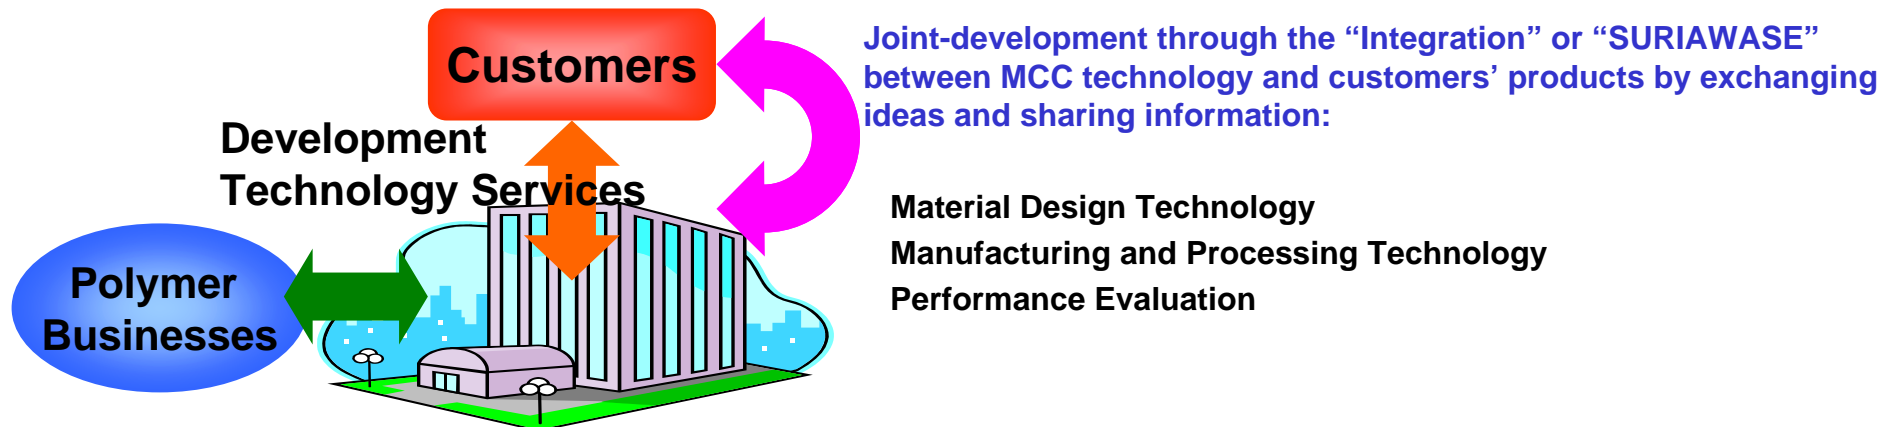 Customers
Joint-development through the “Integration” or “SURIAWASE”
between MCC technology and customers’ products by exchanging
ideas and sharing information:
Development
Technology Services
Material Design Technology
Manufacturing and Processing Technology
Performance Evaluation
Polymer
Businesses